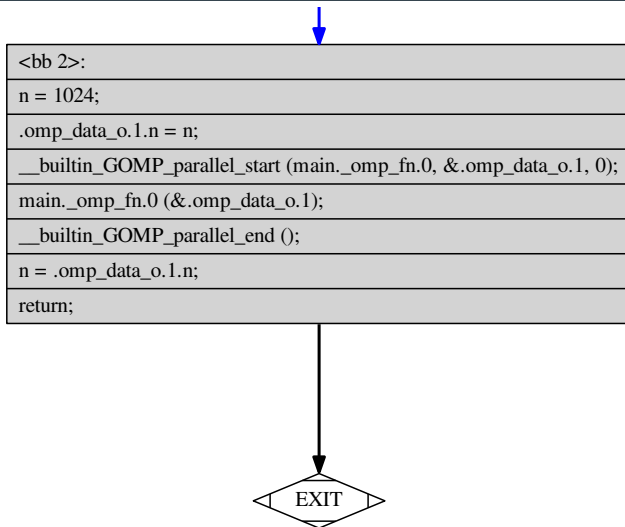 <bb 2>:
n = 1024;
.omp_data_o.1.n = n;
__builtin_GOMP_parallel_start (main._omp_fn.0, &.omp_data_o.1, 0);
main._omp_fn.0 (&.omp_data_o.1);
__builtin_GOMP_parallel_end ();
n = .omp_data_o.1.n;
return;
EXIT